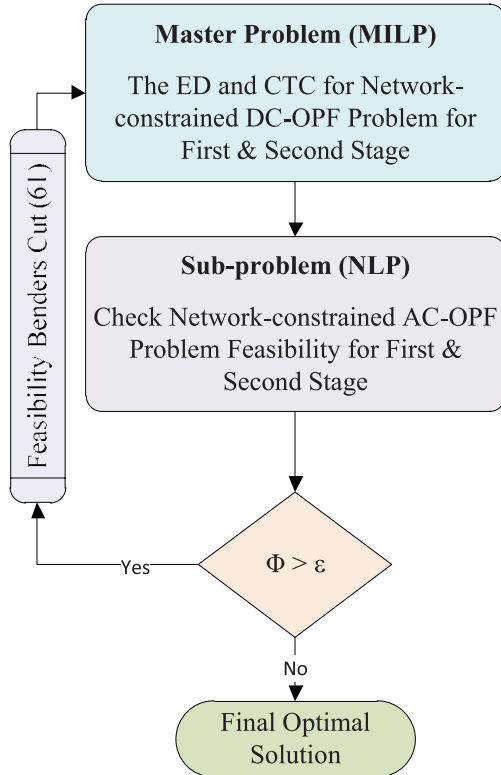 Master Problem (MILP)
The ED and CTC for Network-
constrained DC-OPF Problem for
First & Second Stage
Feasibility Benders Cut (61)
Sub-problem (NLP)
Check Network-constrained AC-OPF
Problem Feasibility for First &
Second Stage
Φ > ε
Yes
No
Final Optimal
Solution